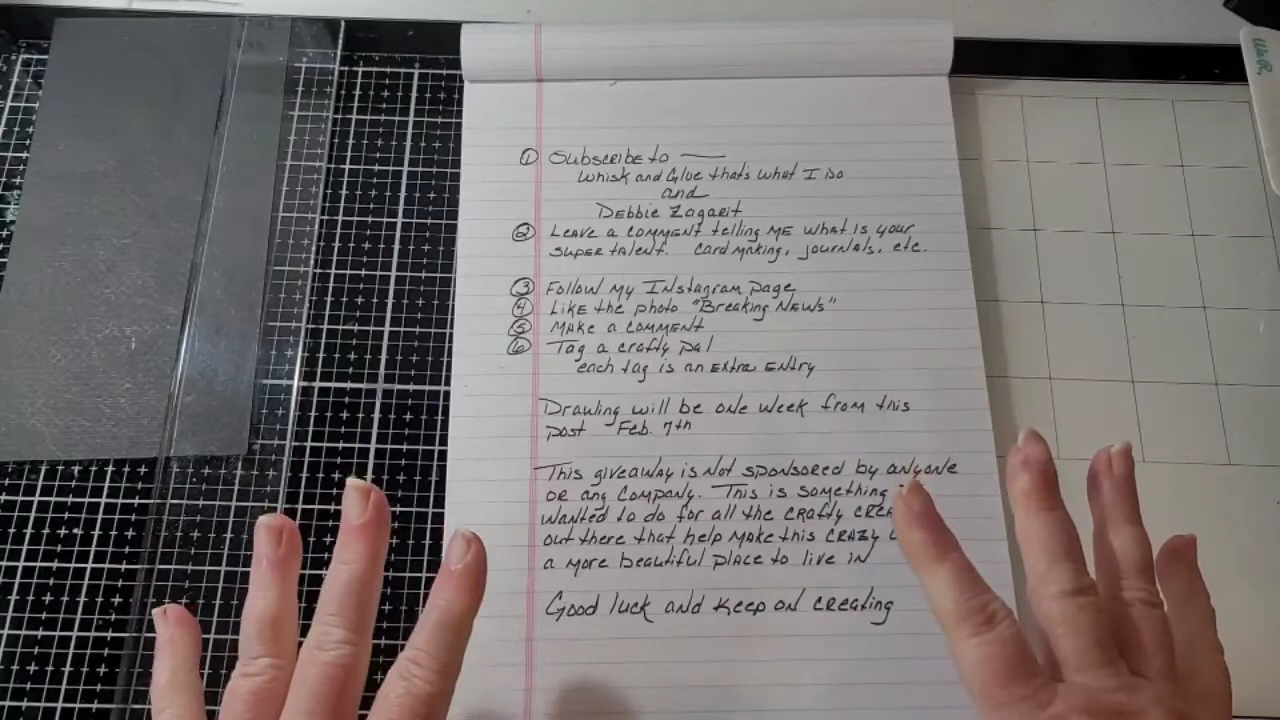 ① Subscribe to —
Whisk and Glue that's what I Do
and
Debbie Zagarit
② Leave a comment telling me what is your
super talent. Card making, journals, etc.
③ Follow my Instagram page
④ Like the photo "Breaking News"
⑤ Make a comment
⑥ Tag a crafty pal
each tag is an extra entry
Drawing will be one week from this
post Feb. 7th
This giveaway is not sponsored by anyone
or any company. This is something
wanted to do for all the crafty
out there that help make this crazy
a more beautiful place to live in
Good luck and keep on creating